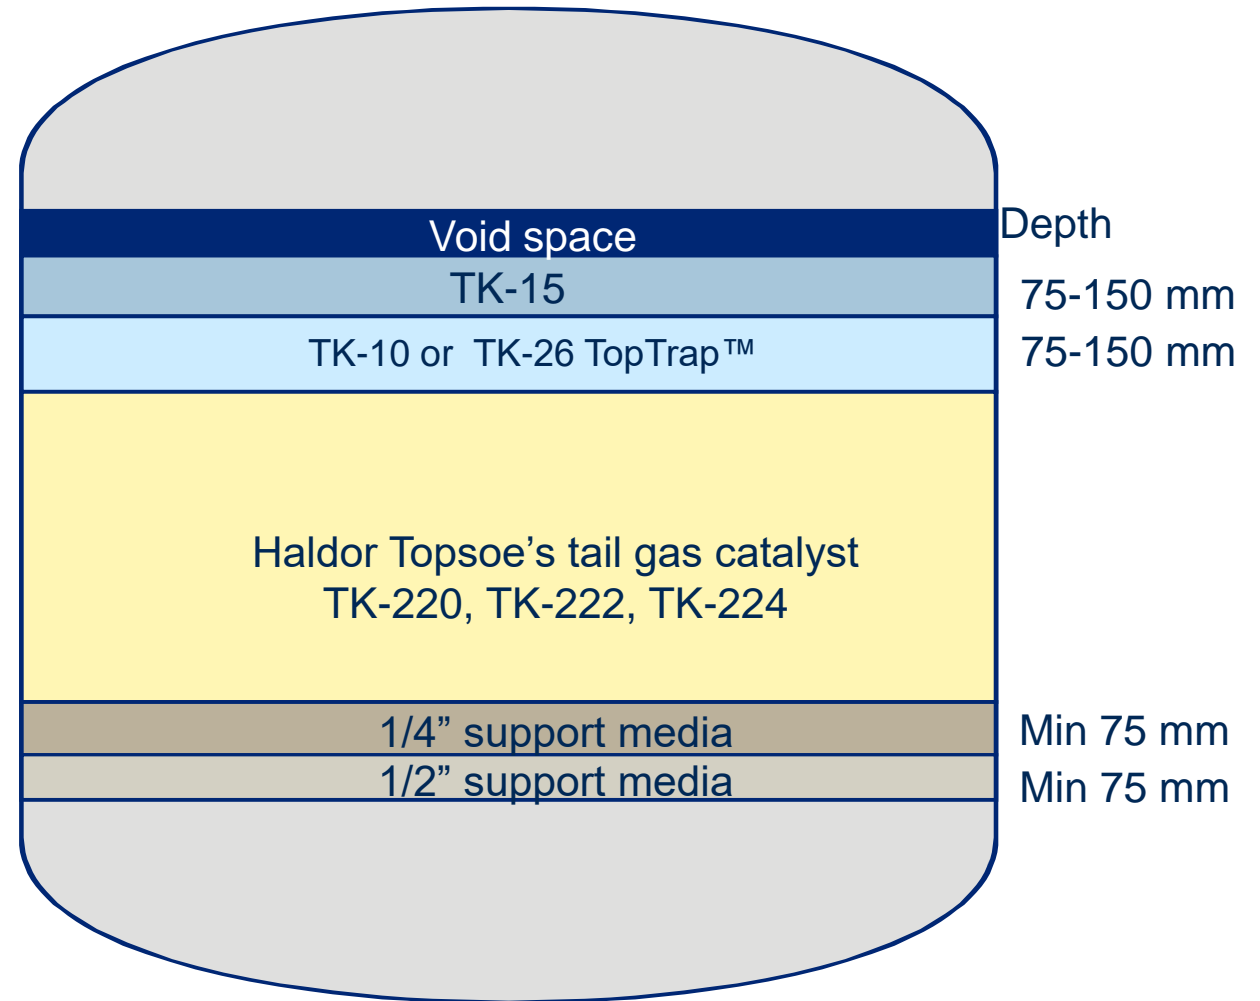 Void space
Depth
TK-15
75-150 mm
TK-10 or TK-26 TopTrap™
75-150 mm
Haldor Topsoe’s tail gas catalyst
TK-220, TK-222, TK-224
1/4” support media
Min 75 mm
1/2” support media
Min 75 mm